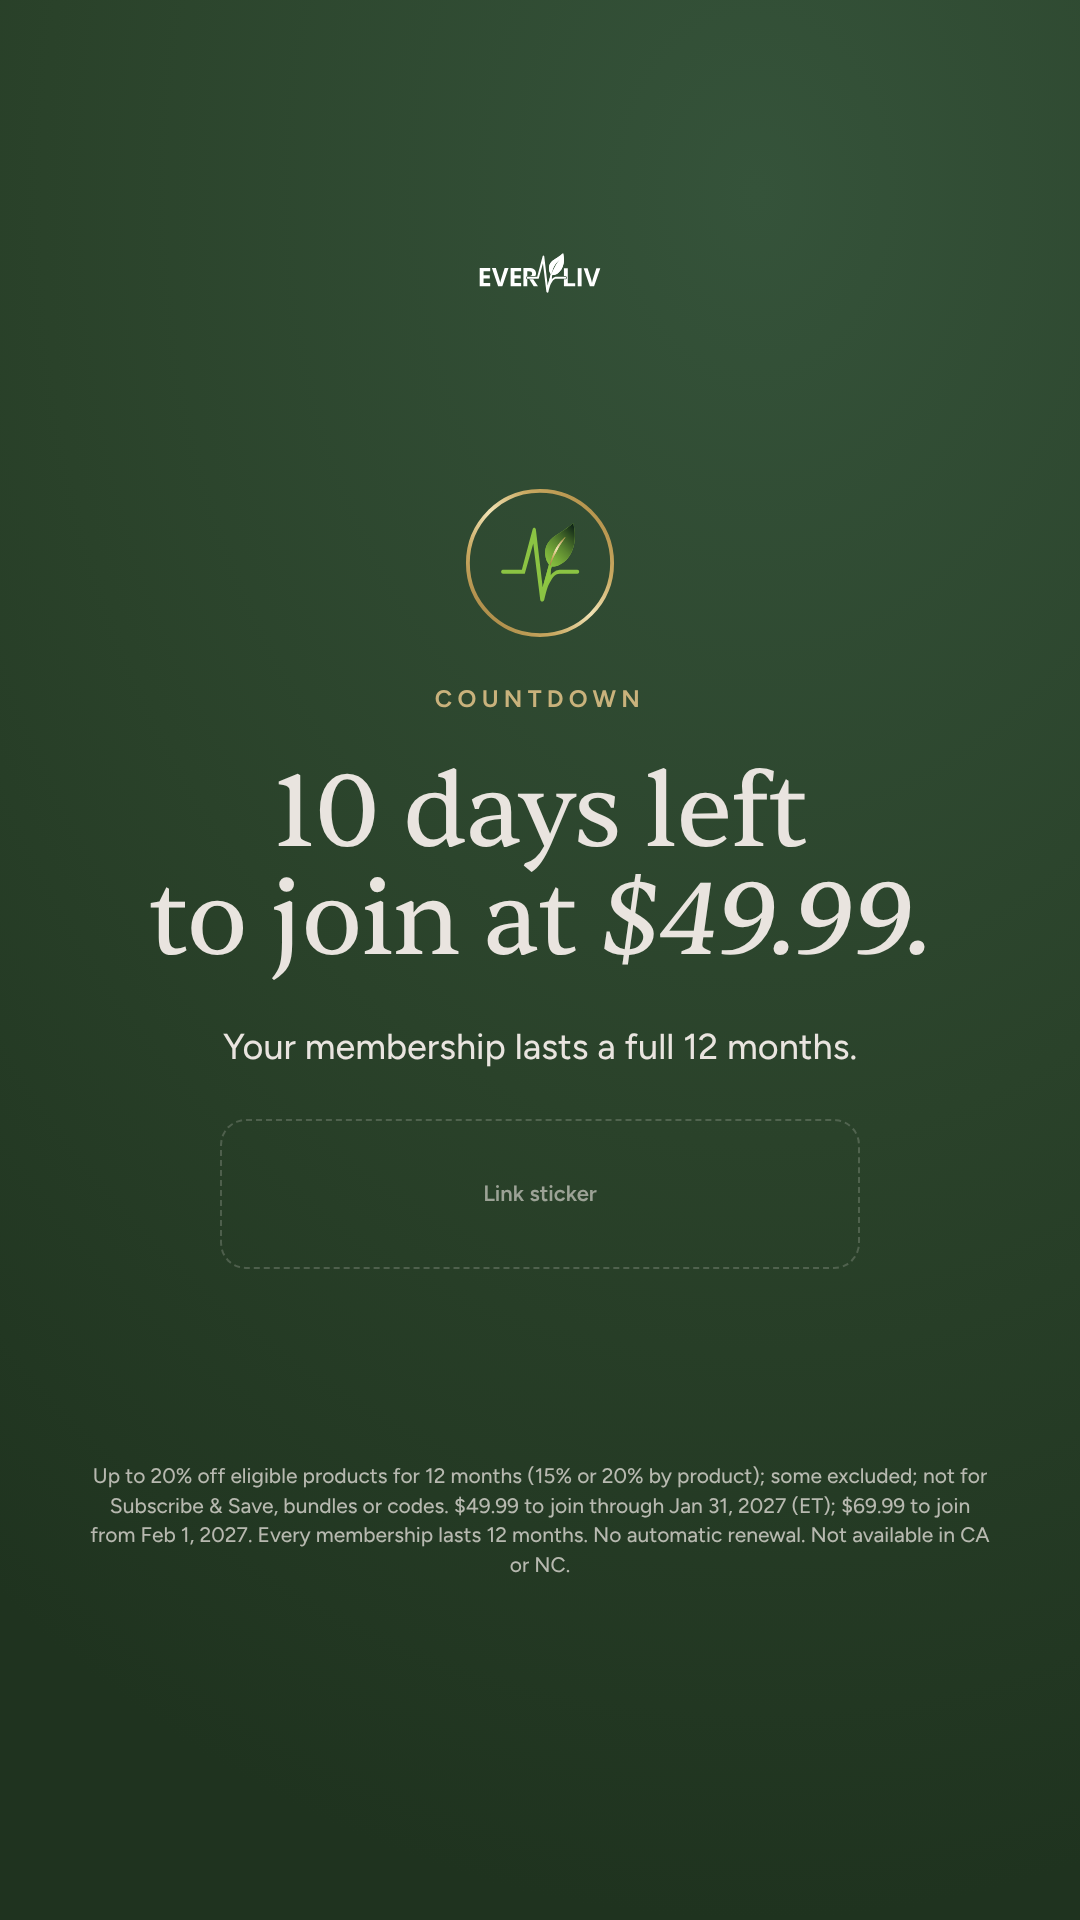 EVERLIV
COUNTDOWN
10 days left
to join at $49.99.
Your membership lasts a full 12 months.
Link sticker
Up to 20% off eligible products for 12 months (15% or 20% by product); some excluded; not for
Subscribe & Save, bundles or codes. $49.99 to join through Jan 31, 2027 (ET); $69.99 to join
from Feb 1, 2027. Every membership lasts 12 months. No automatic renewal. Not available in CA
or NC.